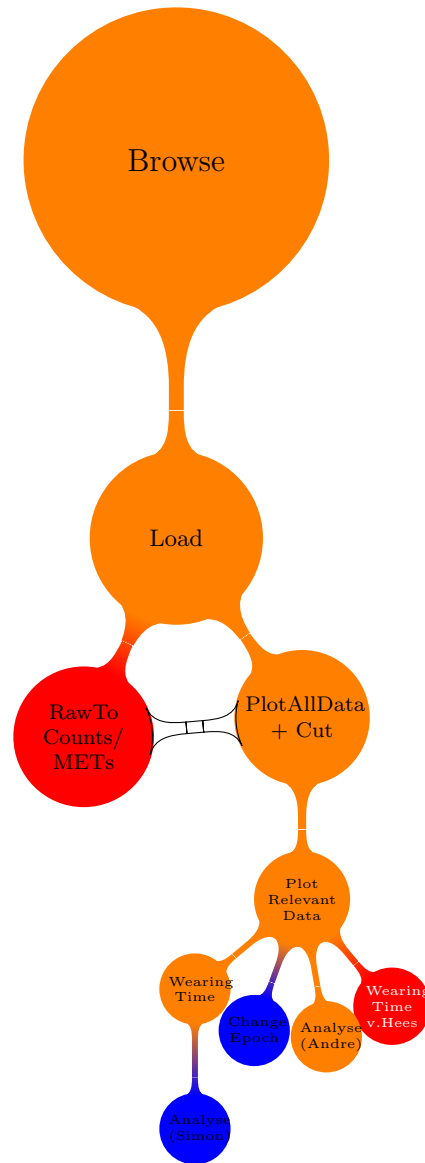 Browse
Load
RawTo
Counts/
METs
PlotAllData
+ Cut
Plot
Relevant
Data
Wearing
Time
Change
Epoch
Analyse
(Andre)
Wearing
Time
v.Hees
Analyse
(Simon)